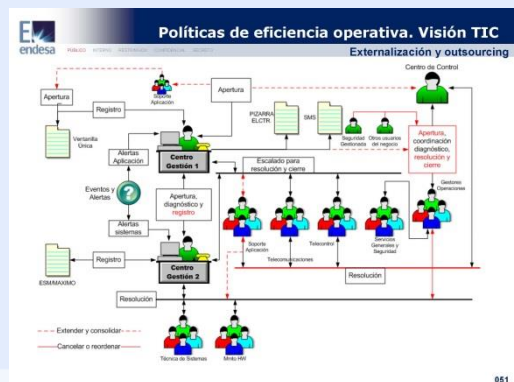 endesa
Políticas de eficiencia operativa. Visión TIC
Externalización y outsourcing
PÚBLICO
Centro de Control
Soporte
Aplicación
Apertura
Apertura
Registro
PIZARRA
ELCTR
SMS
Seguridad
Gestionada
Otros usuarios
del negocio
Apertura,
coordinación
diagnóstico,
resolución y
cierre
Ventanilla
Única
Alertas
Aplicación
Centro
Gestión 1
Escalado para
resolución y cierre
Gestores
Operaciones
Eventos y
Alertas
Apertura,
diagnóstico y
registro
Alertas
sistemas
Soporte
Aplicación
Telecomunicaciones
Telecontrol
Servicios
Generales y
Seguridad
Registro
Centro
Gestión 2
Resolución
ESM/MAXIMO
Resolución
Extender y consolidar
Cancelar o reordenar
Técnica de Sistemas
Mnto HW
051